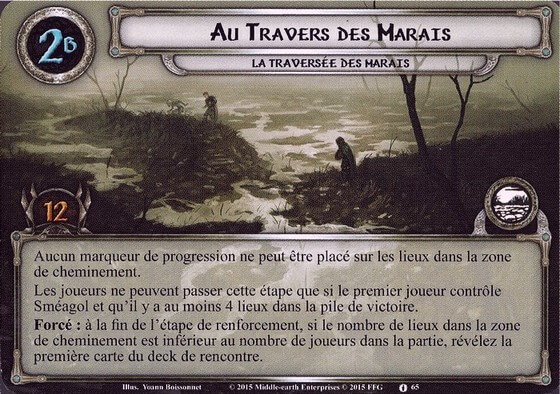 2B
AU TRAVERS DES MARAIS
LA TRAVERSÉE DES MARAIS
12
Aucun marqueur de progression ne peut être placé sur les lieux dans la zone
de cheminement.
Les joueurs ne peuvent passer cette étape que si le premier joueur contrôle
Sméagol et qu'il y a au moins 4 lieux dans la pile de victoire.
Forcé : à la fin de l'étape de renforcement, si le nombre de lieux dans la zone
de cheminement est inférieur au nombre de joueurs dans la partie, révélez la
première carte du deck de rencontre.
Illus. Yoann Boissonnet © 2015 Middle-earth Enterprises © 2015 FFG 65